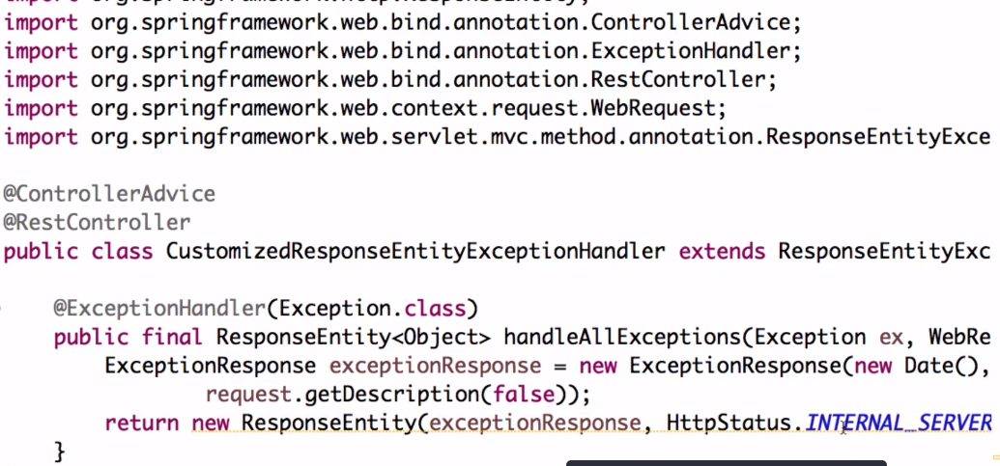 import org.springframework.http.ResponseEntity;
import org.springframework.web.bind.annotation.ControllerAdvice;
import org.springframework.web.bind.annotation.ExceptionHandler;
import org.springframework.web.bind.annotation.RestController;
import org.springframework.web.context.request.WebRequest;
import org.springframework.web.servlet.mvc.method.annotation.ResponseEntityExce
@ControllerAdvice
@RestController
public class CustomizedResponseEntityExceptionHandler extends ResponseEntityExc
@ExceptionHandler(Exception.class)
public final ResponseEntity<Object> handleAllExceptions(Exception ex, WebRe
ExceptionResponse exceptionResponse = new ExceptionResponse(new Date(),
request.getDescription(false));
return new ResponseEntity(exceptionResponse, HttpStatus.INTERNAL_SERVER
}